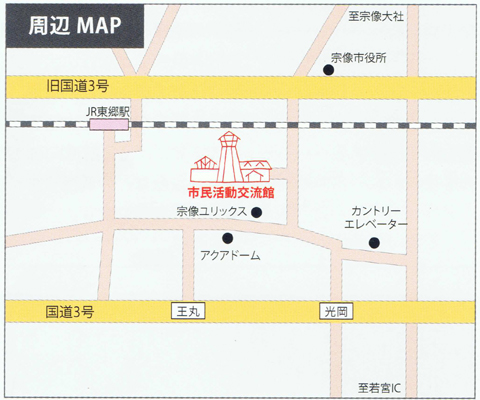 周辺 MAP
至宗像大社
宗像市役所
旧国道3号
JR東郷駅
市民活動交流館
宗像ユリックス
カントリー
エレベーター
アクアドーム
国道3号
王丸
光岡
至若宮IC